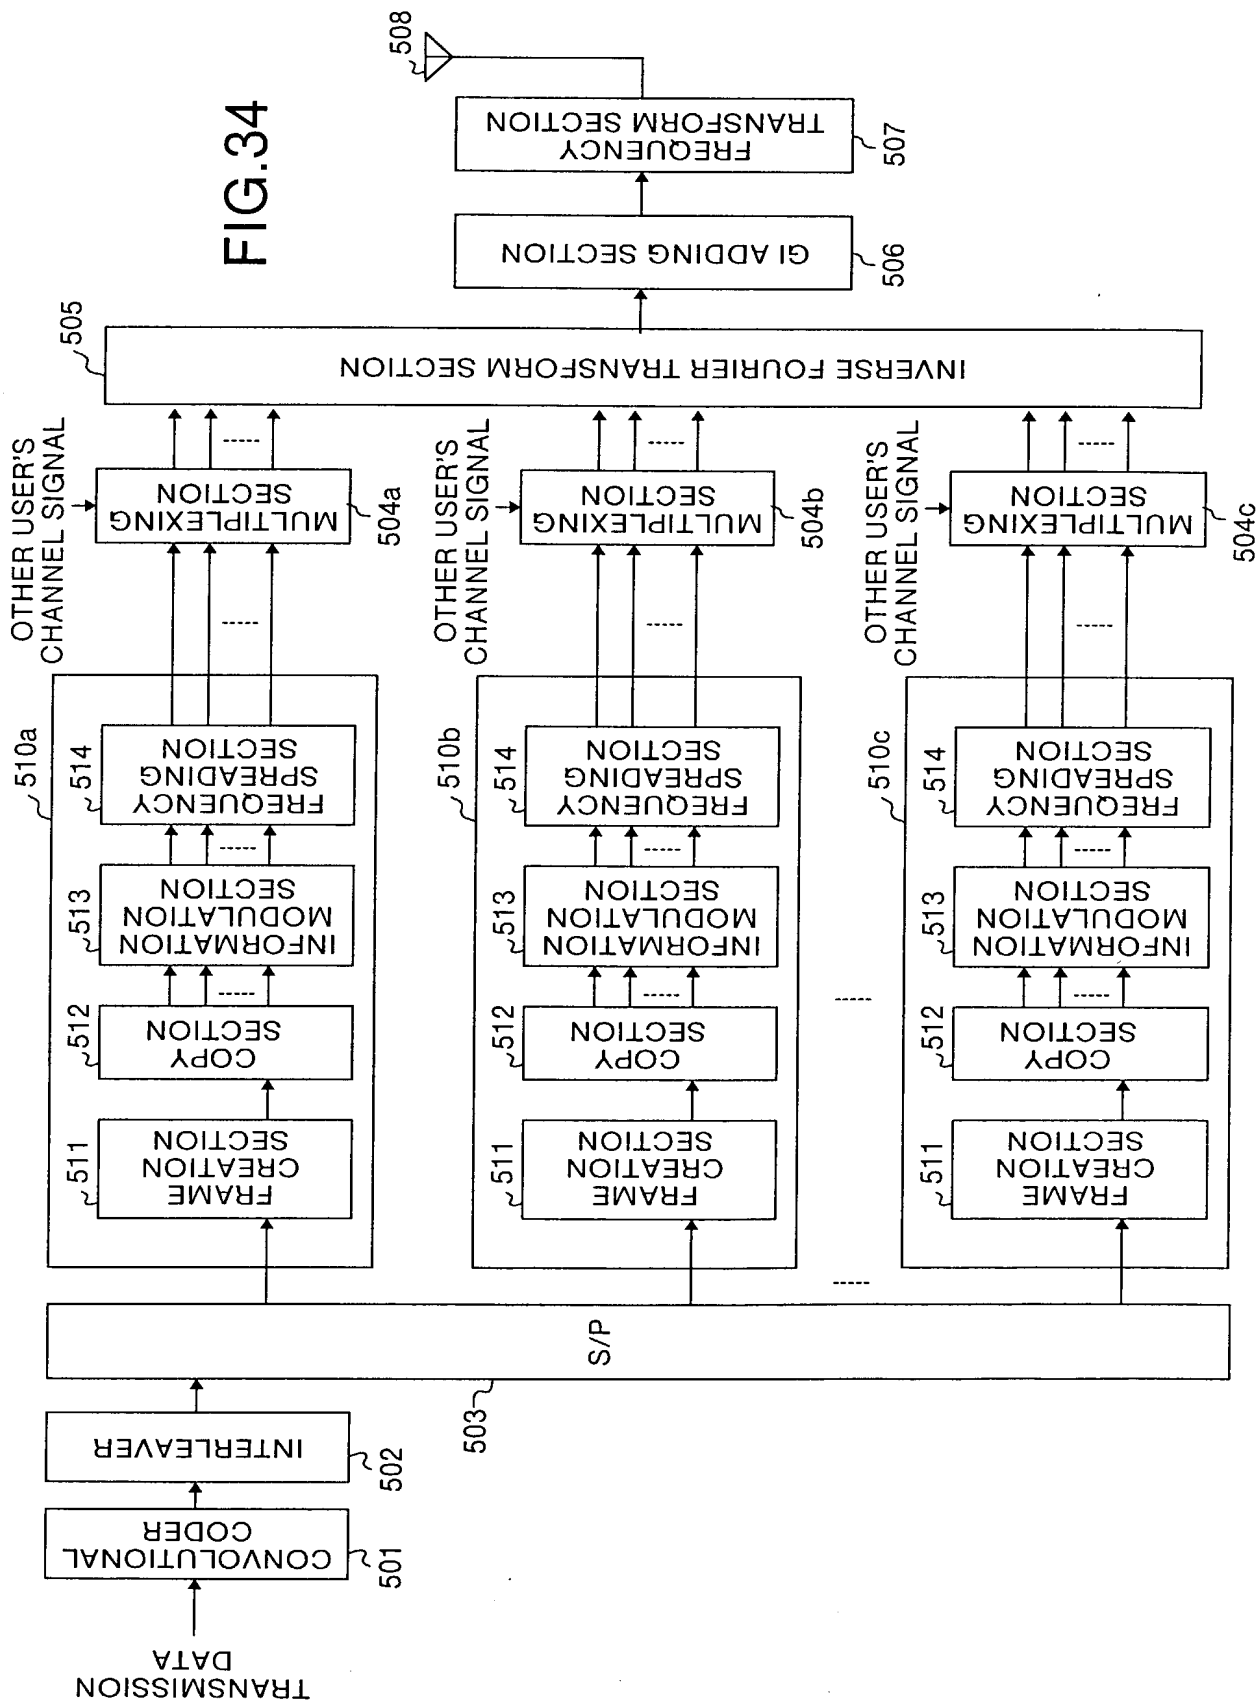 FIG.34
TRANSMISSION
DATA
CONVOLUTIONAL
CODER
501
INTERLEAVER
502
S/P
503
510a
511
FRAME
CREATION
SECTION
512
COPY
SECTION
513
INFORMATION
MODULATION
SECTION
514
FREQUENCY
SPREADING
SECTION
OTHER USER'S
CHANNEL SIGNAL
MULTIPLEXING
SECTION
504a
510b
511
FRAME
CREATION
SECTION
512
COPY
SECTION
513
INFORMATION
MODULATION
SECTION
514
FREQUENCY
SPREADING
SECTION
OTHER USER'S
CHANNEL SIGNAL
MULTIPLEXING
SECTION
504b
510c
511
FRAME
CREATION
SECTION
512
COPY
SECTION
513
INFORMATION
MODULATION
SECTION
514
FREQUENCY
SPREADING
SECTION
OTHER USER'S
CHANNEL SIGNAL
MULTIPLEXING
SECTION
504c
505
INVERSE FOURIER TRANSFORM SECTION
GI ADDING SECTION
506
FREQUENCY
TRANSFORM SECTION
507
508